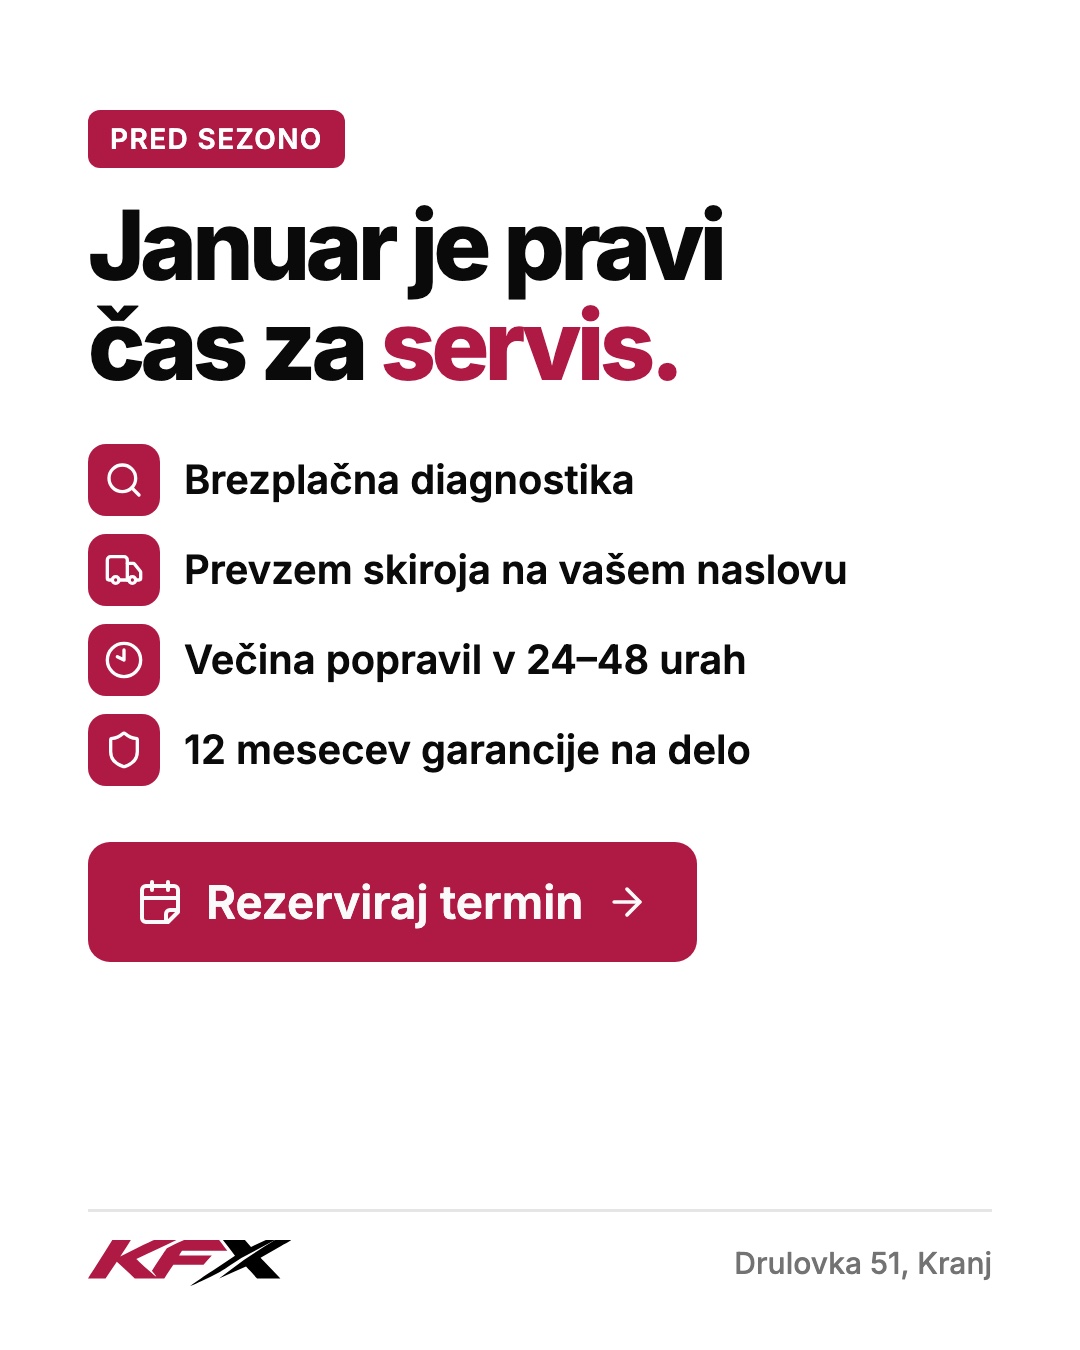 PRED SEZONO
Januar je pravi
čas za servis.
Brezplačna diagnostika
Prevzem skiroja na vašem naslovu
Večina popravil v 24–48 urah
12 mesecev garancije na delo
Rezerviraj termin →
KFX
Drulovka 51, Kranj